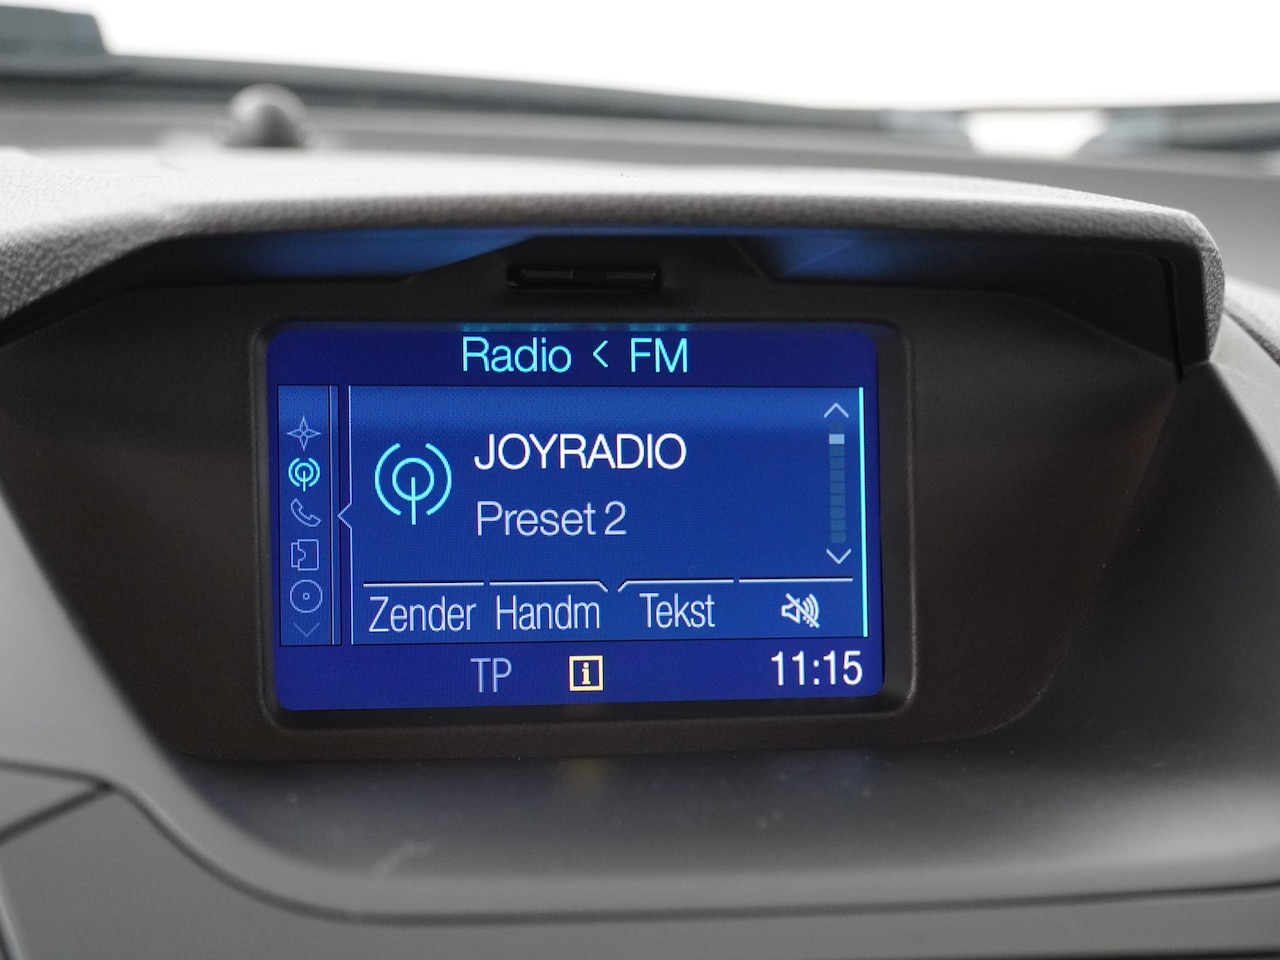 Radio < FM
JOYRADIO
Preset 2
Zender Handm Tekst
TP i 11:15